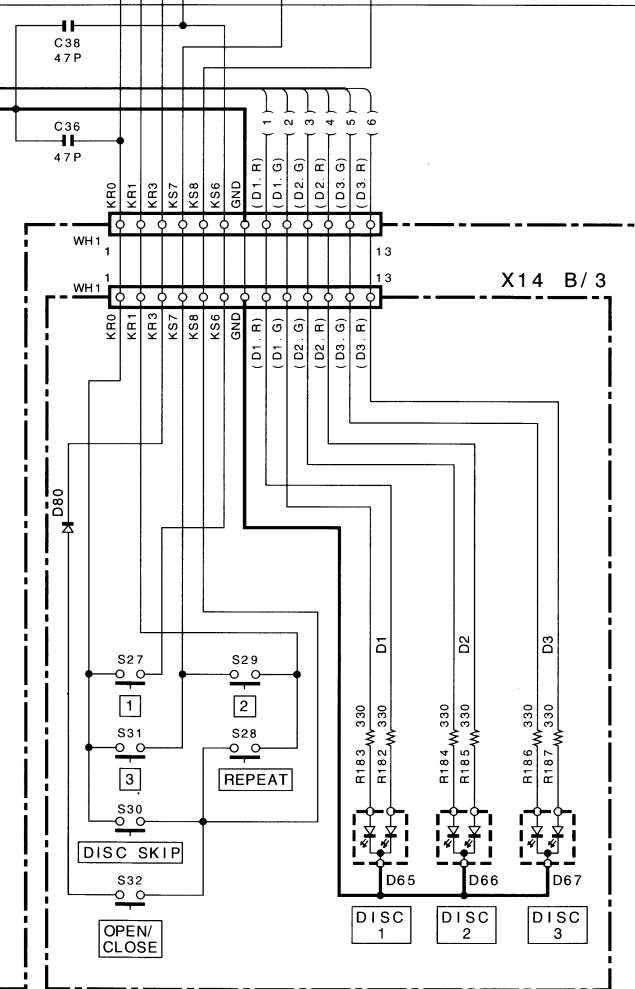 C38
47P
C36
47P
(1)
(2)
(3)
(4)
(5)
(6)
KR0
KR1
KR3
KS7
KS8
KS6
GND
(D1. R)
(D1. G)
(D2. G)
(D2. R)
(D3. G)
(D3. R)
WH1
1
13
WH1
1
13
X14 B/3
KR0
KR1
KR3
KS7
KS8
KS6
GND
(D1. R)
(D1. G)
(D2. G)
(D2. R)
(D3. G)
(D3. R)
D80
S27
1
S29
2
S31
3
S28
REPEAT
S30
DISC SKIP
S32
OPEN/
CLOSE
D1
D2
D3
330
330
330
330
330
330
R183
R182
R184
R185
R186
R187
D65
D66
D67
DISC
1
DISC
2
DISC
3